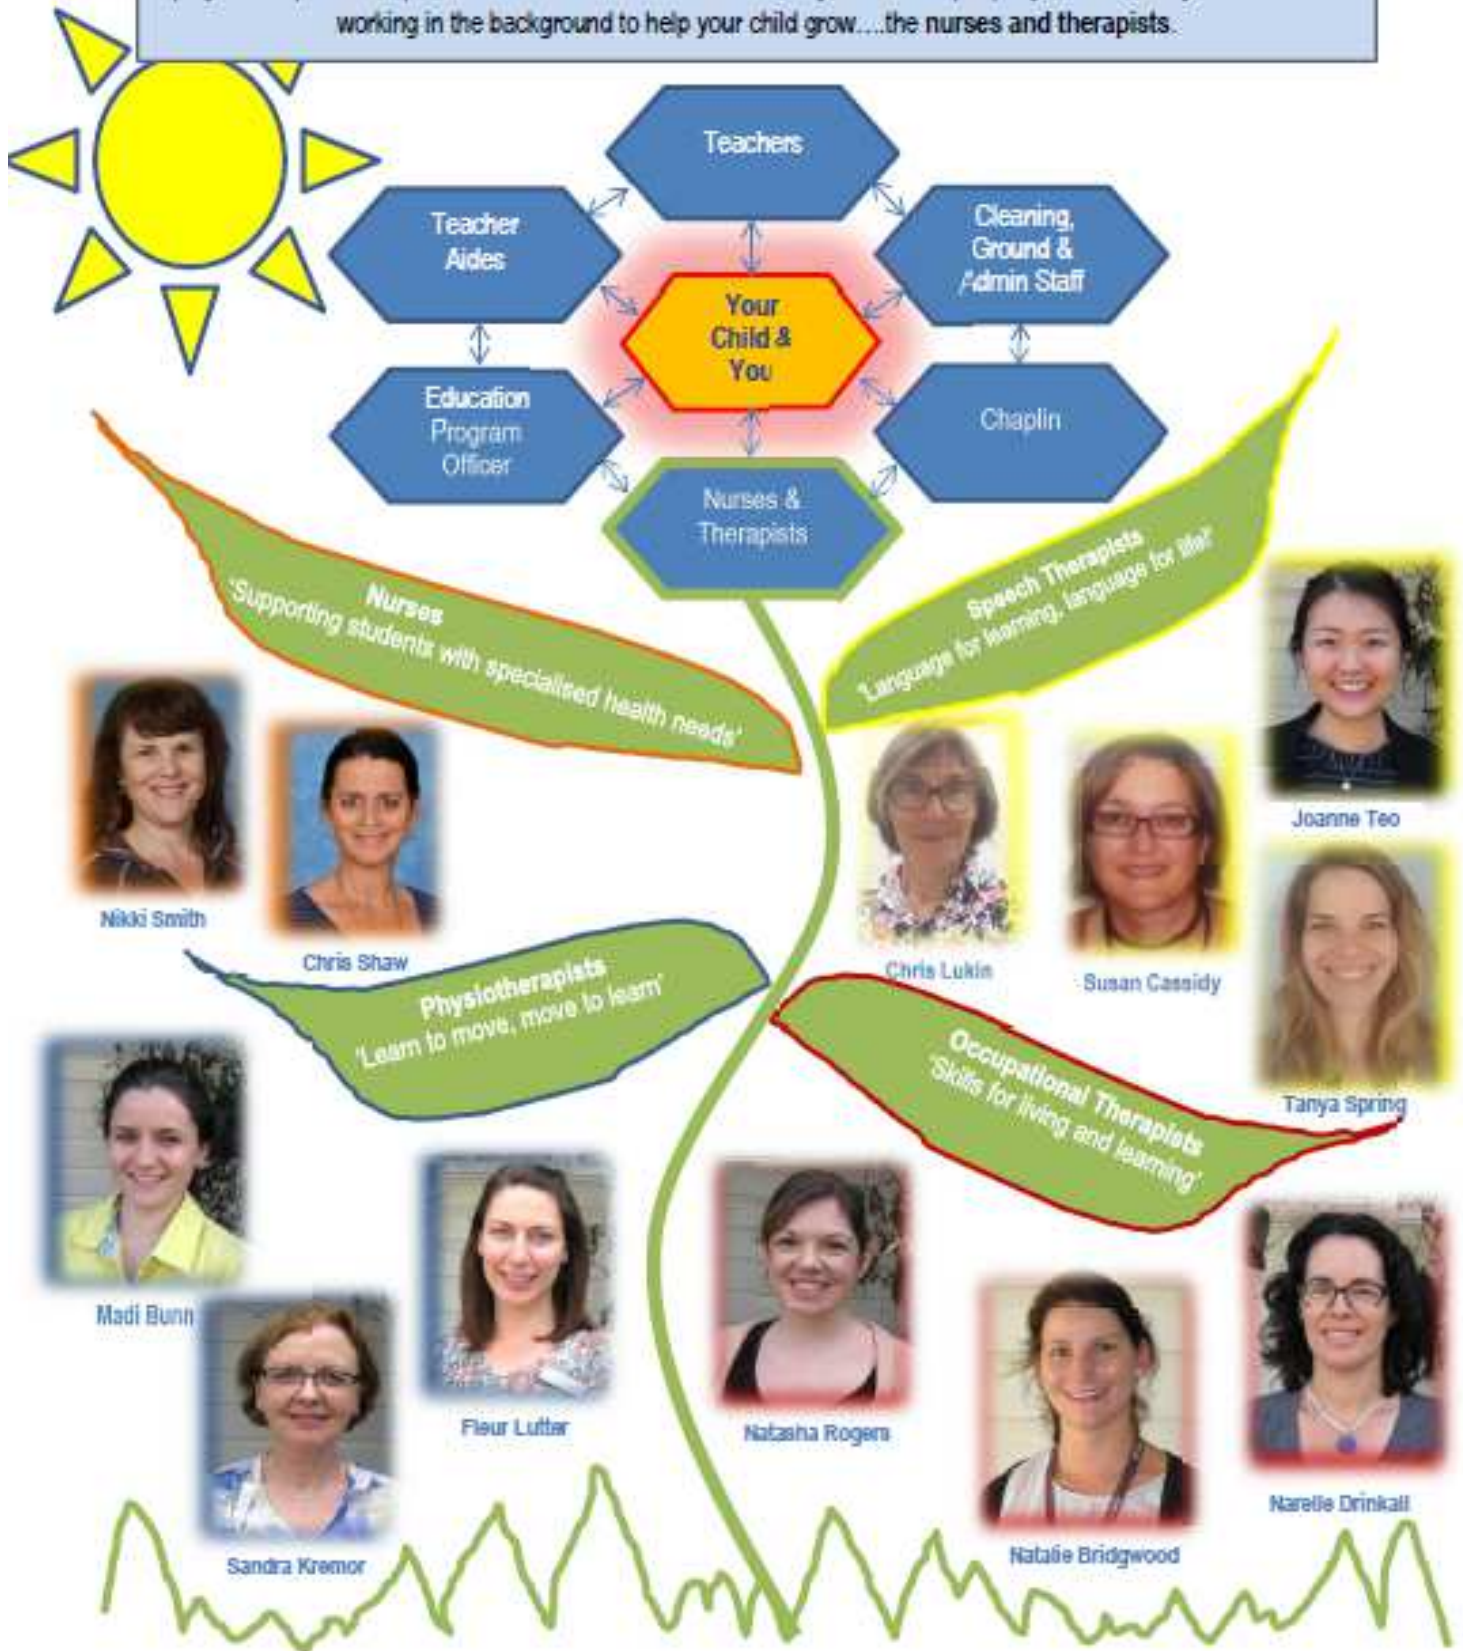 working in the background to help your child grow....the nurses and therapists.
Teachers
Teacher
Aides
Cleaning,
Ground &
Admin Staff
Your
Child &
You
Education
Program
Officer
Chaplin
Nurses &
Therapists
Nurses
'Supporting students with specialised health needs'
Speech Therapists
'Language for learning, language for life!'
Joanne Teo
Nikki Smith
Chris Shaw
Chris Lukin
Susan Cassidy
Tanya Spring
Physiotherapists
'Learn to move, move to learn'
Occupational Therapists
'Skills for living and learning'
Madi Bunn
Fleur Lutter
Natasha Rogers
Sandra Kremor
Natalie Bridgwood
Narelle Drinkall